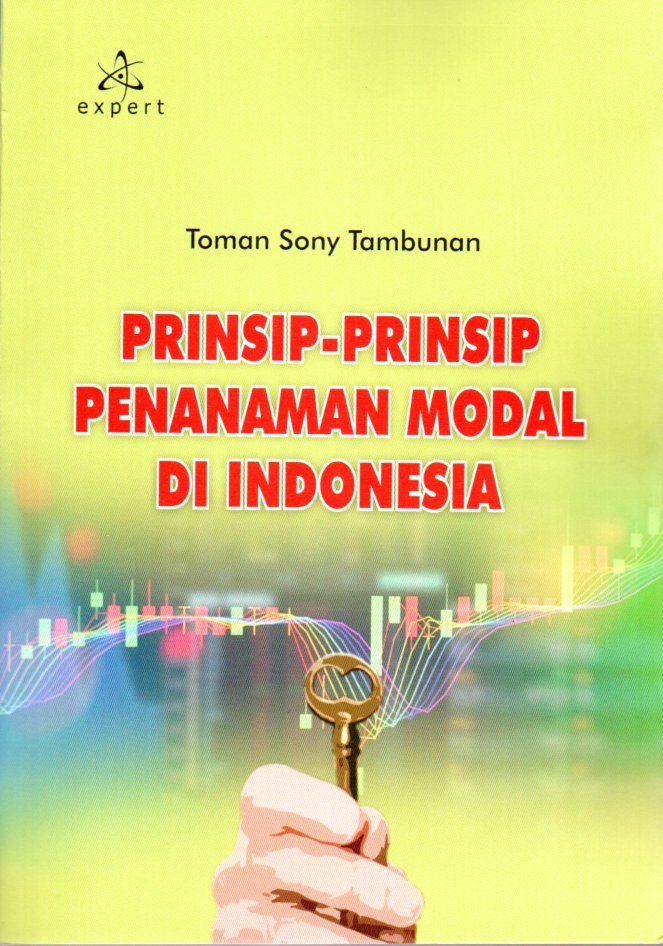 expert
Toman Sony Tambunan
PRINSIP-PRINSIP
PENANAMAN MODAL
DI INDONESIA